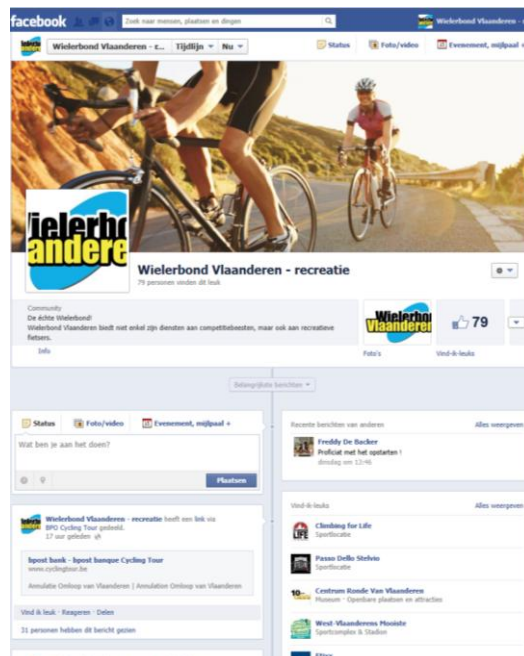 facebook
Zoek naar mensen, plaatsen en dingen
Wielerbond Vlaanderen -
Wielerbond Vlaanderen - r...
Tijdlijn
Nu
Status
Foto/video
Evenement, mijlpaal +
ielerbo
andere
Wielerbond Vlaanderen - recreatie
79 personen vinden dit leuk
Community
De échte Wielerbond!
Wielerbond Vlaanderen biedt niet enkel zijn diensten aan competitiebeesten, maar ook aan recreatieve
fietsers.
Info
Wielerbon
Vlaanderen
79
Foto's
Vind-ik-leuks
Belangrijkste berichten
Status
Foto/video
Evenement, mijlpaal +
Wat ben je aan het doen?
Plaatsen
Wielerbond Vlaanderen - recreatie heeft een link via
BPO Cycling Tour gedeeld.
17 uur geleden
bpost bank - bpost banque Cycling Tour
www.cyclingtour.be
Annulatie Omloop van Vlaanderen | Annulation Omloop van Vlaanderen
Vind ik leuk · Reageren · Delen
31 personen hebben dit bericht gezien
Recente berichten van anderen
Alles weergeven
Freddy De Backer
Proficiat met het opstarten !
dinsdag om 12:46
Vind-ik-leuks
Alles weergeven
LIFE
Climbing for Life
Sportlocatie
Passo Dello Stelvio
Sportlocatie
10
Centrum Ronde Van Vlaanderen
Museum · Openbare plaatsen en attracties
West-Vlaanderens Mooiste
Sportcomplex & Stadion